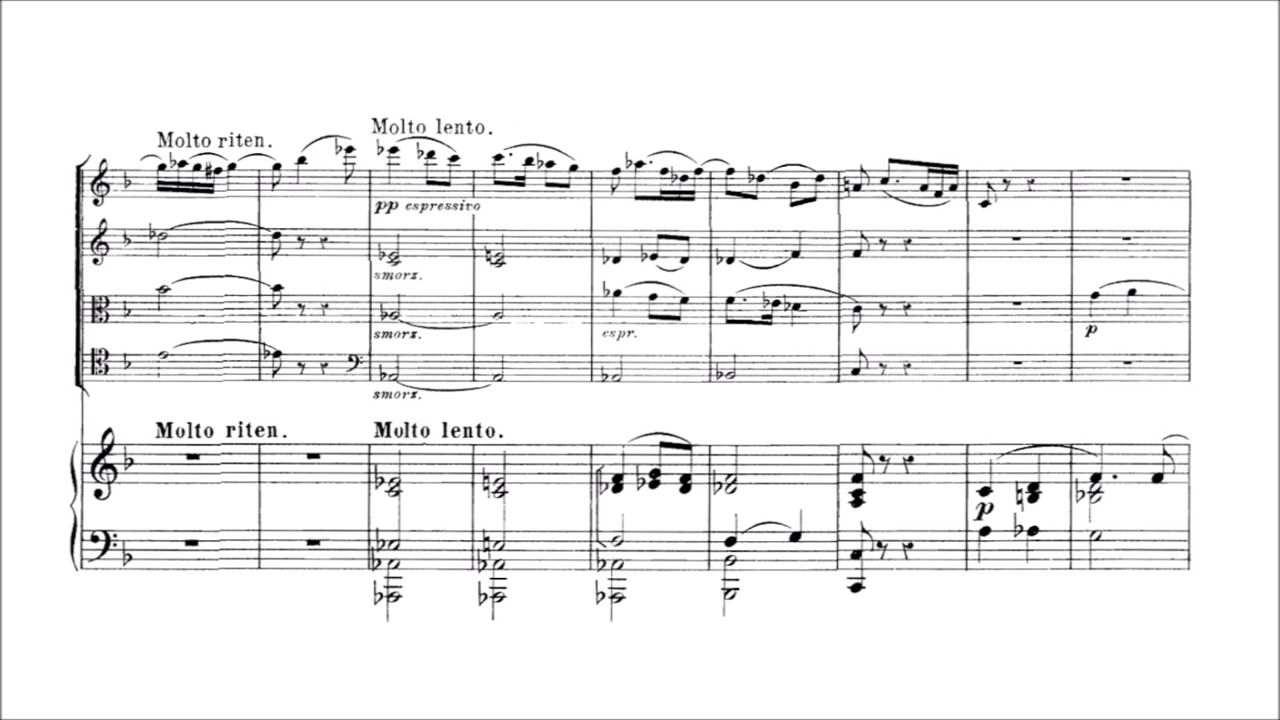 Molto riten.
Molto lento.
pp espressivo
smorz.
smorz.
espr.
p
smorz.
Molto riten.
Molto lento.
p